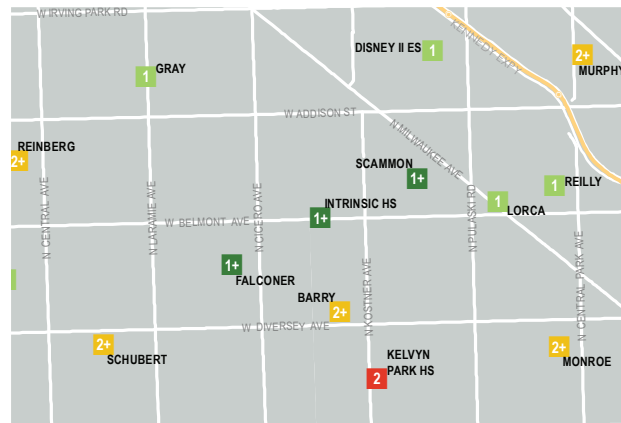 W IRVING PARK RD
DISNEY II ES
1
KENNEDY EXPY
2+
MURPHY
1
GRAY
W ADDISON ST
N MILWAUKEE AVE
REINBERG
2+
SCAMMON
1+
1
REILLY
N CENTRAL AVE
N LARAMIE AVE
N CICERO AVE
INTRINSIC HS
1+
W BELMONT AVE
N PULASKI RD
1
LORCA
1+
FALCONER
BARRY
2+
N KOSTNER AVE
N CENTRAL PARK AVE
W DIVERSEY AVE
2+
SCHUBERT
KELVYN
PARK HS
2
2+
MONROE